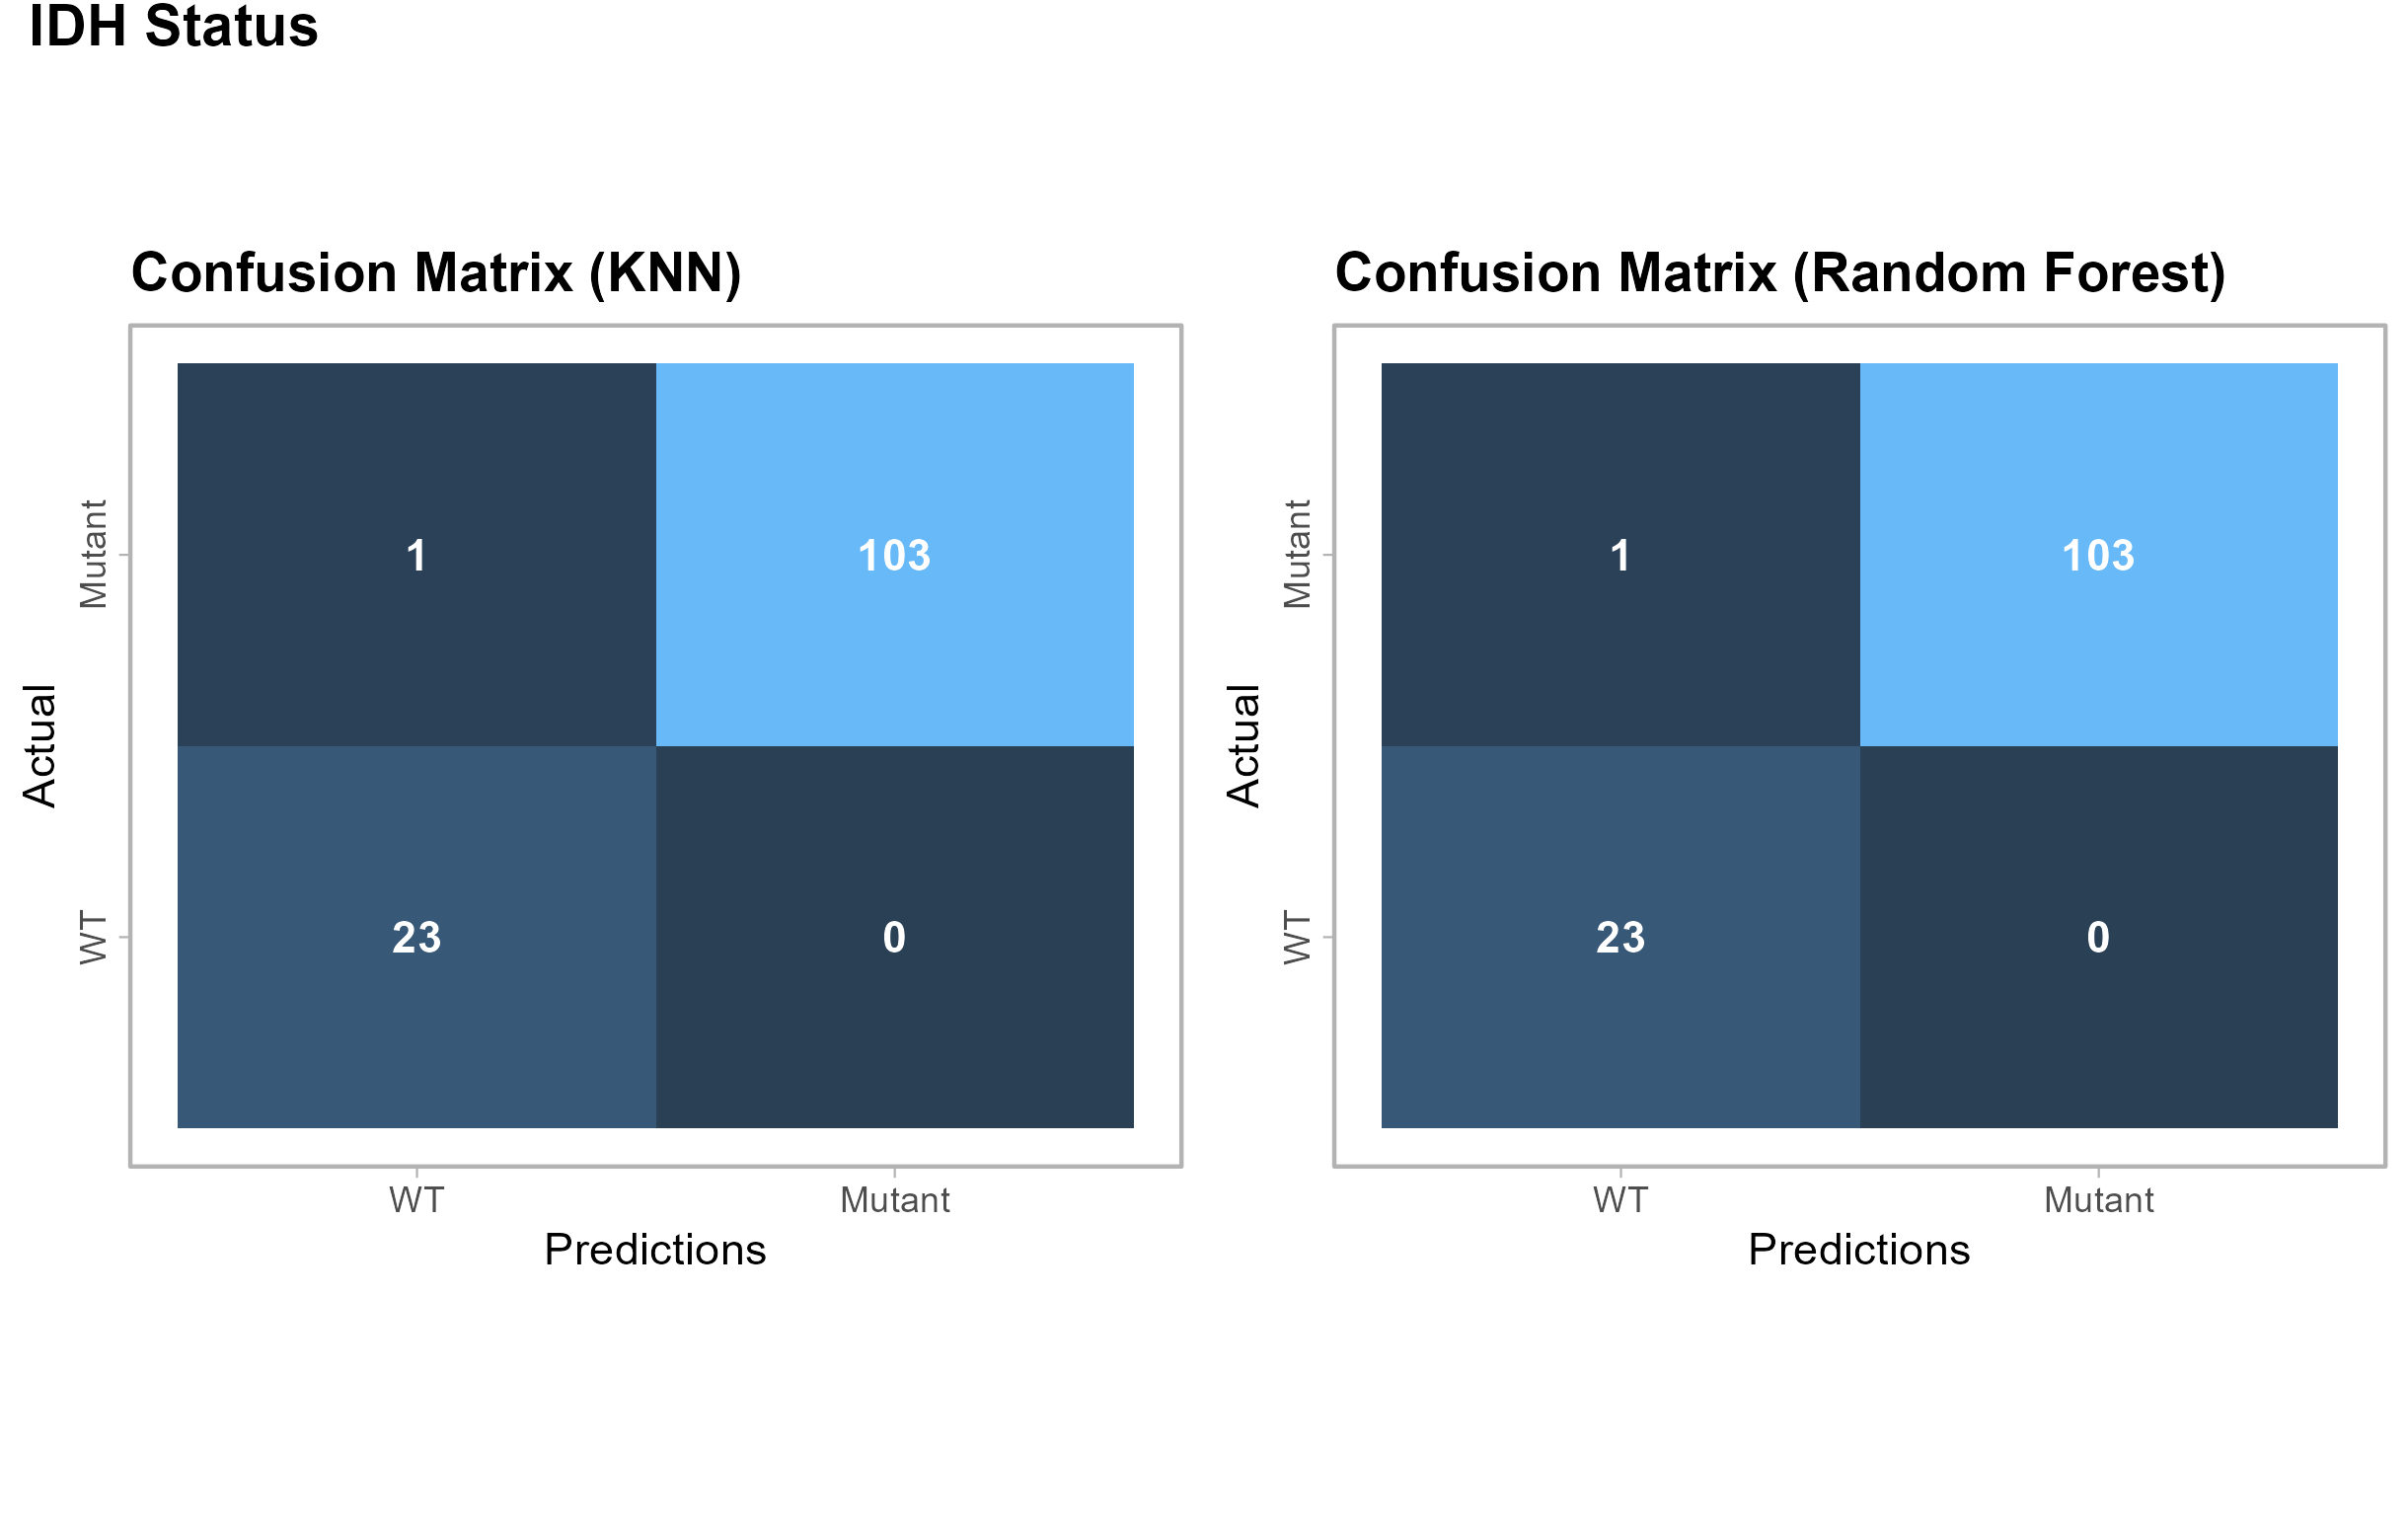 IDH Status
Confusion Matrix (KNN)
Actual
Mutant
WT
1
103
23
0
WT
Mutant
Predictions
Confusion Matrix (Random Forest)
Actual
Mutant
WT
1
103
23
0
WT
Mutant
Predictions